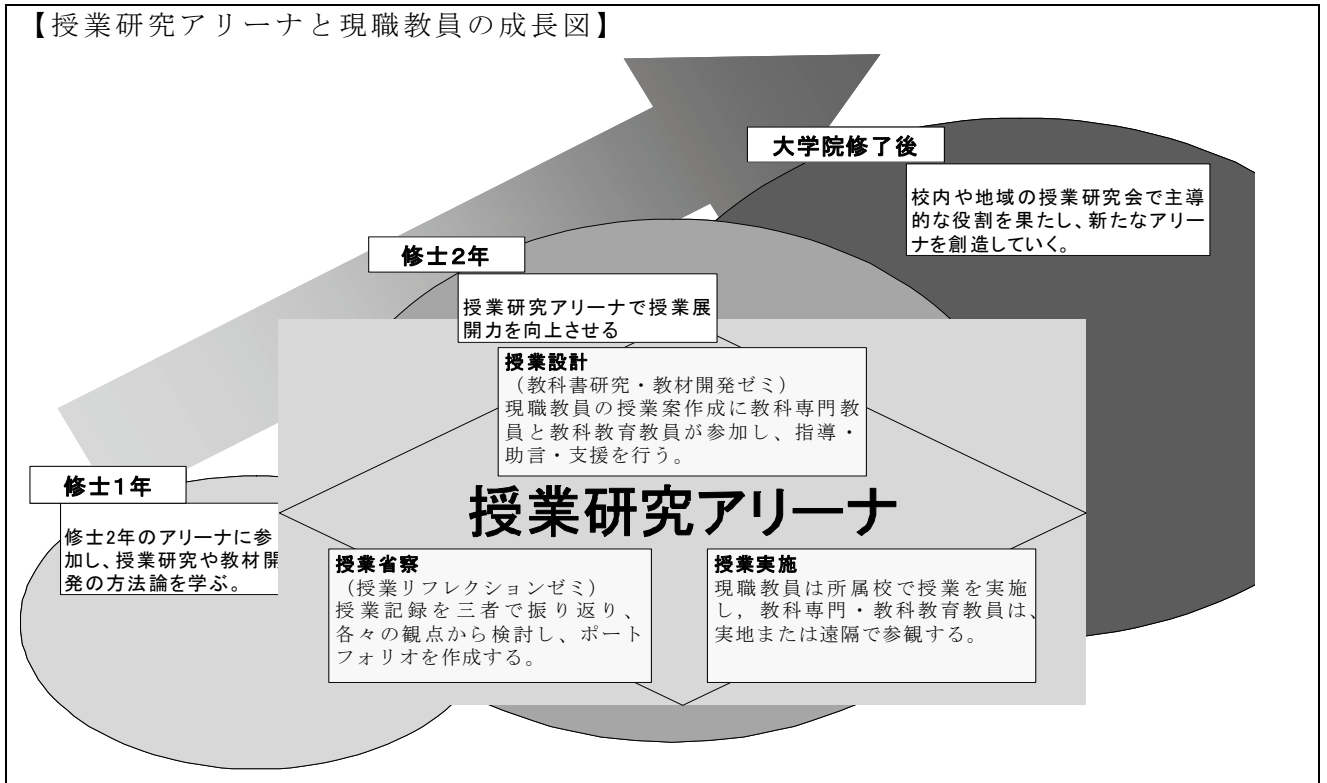 【授業研究アリーナと現職教員の成長図】
大学院修了後
校内や地域の授業研究会で主導
的な役割を果たし、新たなアリー
ナを創造していく。
修士2年
授業研究アリーナで授業展
開力を向上させる
授業設計
（教科書研究・教材開発ゼミ）
現職教員の授業案作成に教科専門教
員と教科教育教員が参加し、指導・
助言・支援を行う。
修士1年
修士2年のアリーナに参
加し、授業研究や教材開
発の方法論を学ぶ。
授業研究アリーナ
授業省察
（授業リフレクションゼミ）
授業記録を三者で振り返り、
各々の観点から検討し、ポート
フォリオを作成する。
授業実施
現職教員は所属校で授業を実施
し，教科専門・教科教育教員は、
実地または遠隔で参観する。